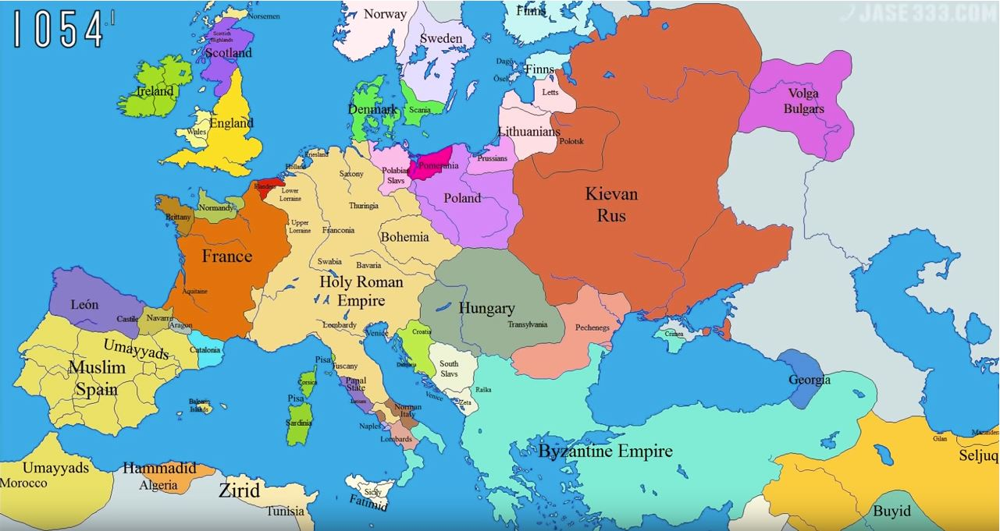 1054
JASE333.COM
Norsemen
Norway
Finns
Sweden
Scottish
Highlands
Scotland
Dagö
Ösel
Finns
Letts
Ireland
Volga
Bulgars
Denmark
Scania
England
Wales
Lithuanians
Polotsk
Friesland
Holland
Prussians
Pomerania
Polabian
Slavs
Saxony
Flanders
Lower
Lorraine
Poland
Kievan
Rus
Normandy
Brittany
Thuringia
Upper
Lorraine
Franconia
Bohemia
France
Swabia
Bavaria
Holy Roman
Empire
Aquitaine
León
Hungary
Castile
Navarre
Aragon
Lombardy
Transylvania
Pechenegs
Venice
Croatia
Crimea
Umayyads
Catalonia
Muslim
Spain
Pisa
Tuscany
Dalmatia
South
Slavs
Georgia
Corsica
Papal
State
Raška
Venice
Zeta
Pisa
Balearic
Islands
Norman
Italy
Sardinia
Naples
Lombards
Gilan
Seljuq
Byzantine Empire
Umayyads
Morocco
Hammadid
Algeria
Zirid
Tunisia
Sicily
Fatimid
Buyid